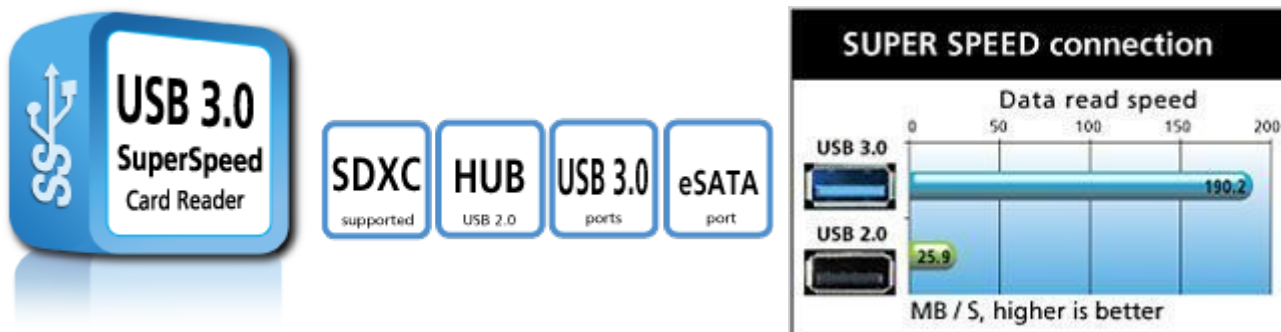 SS
USB 3.0
SuperSpeed
Card Reader
SDXC
supported
HUB
USB 2.0
USB 3.0
ports
eSATA
port
SUPER SPEED connection
Data read speed
0 50 100 150 200
USB 3.0
190.2
USB 2.0
25.9
MB / S, higher is better